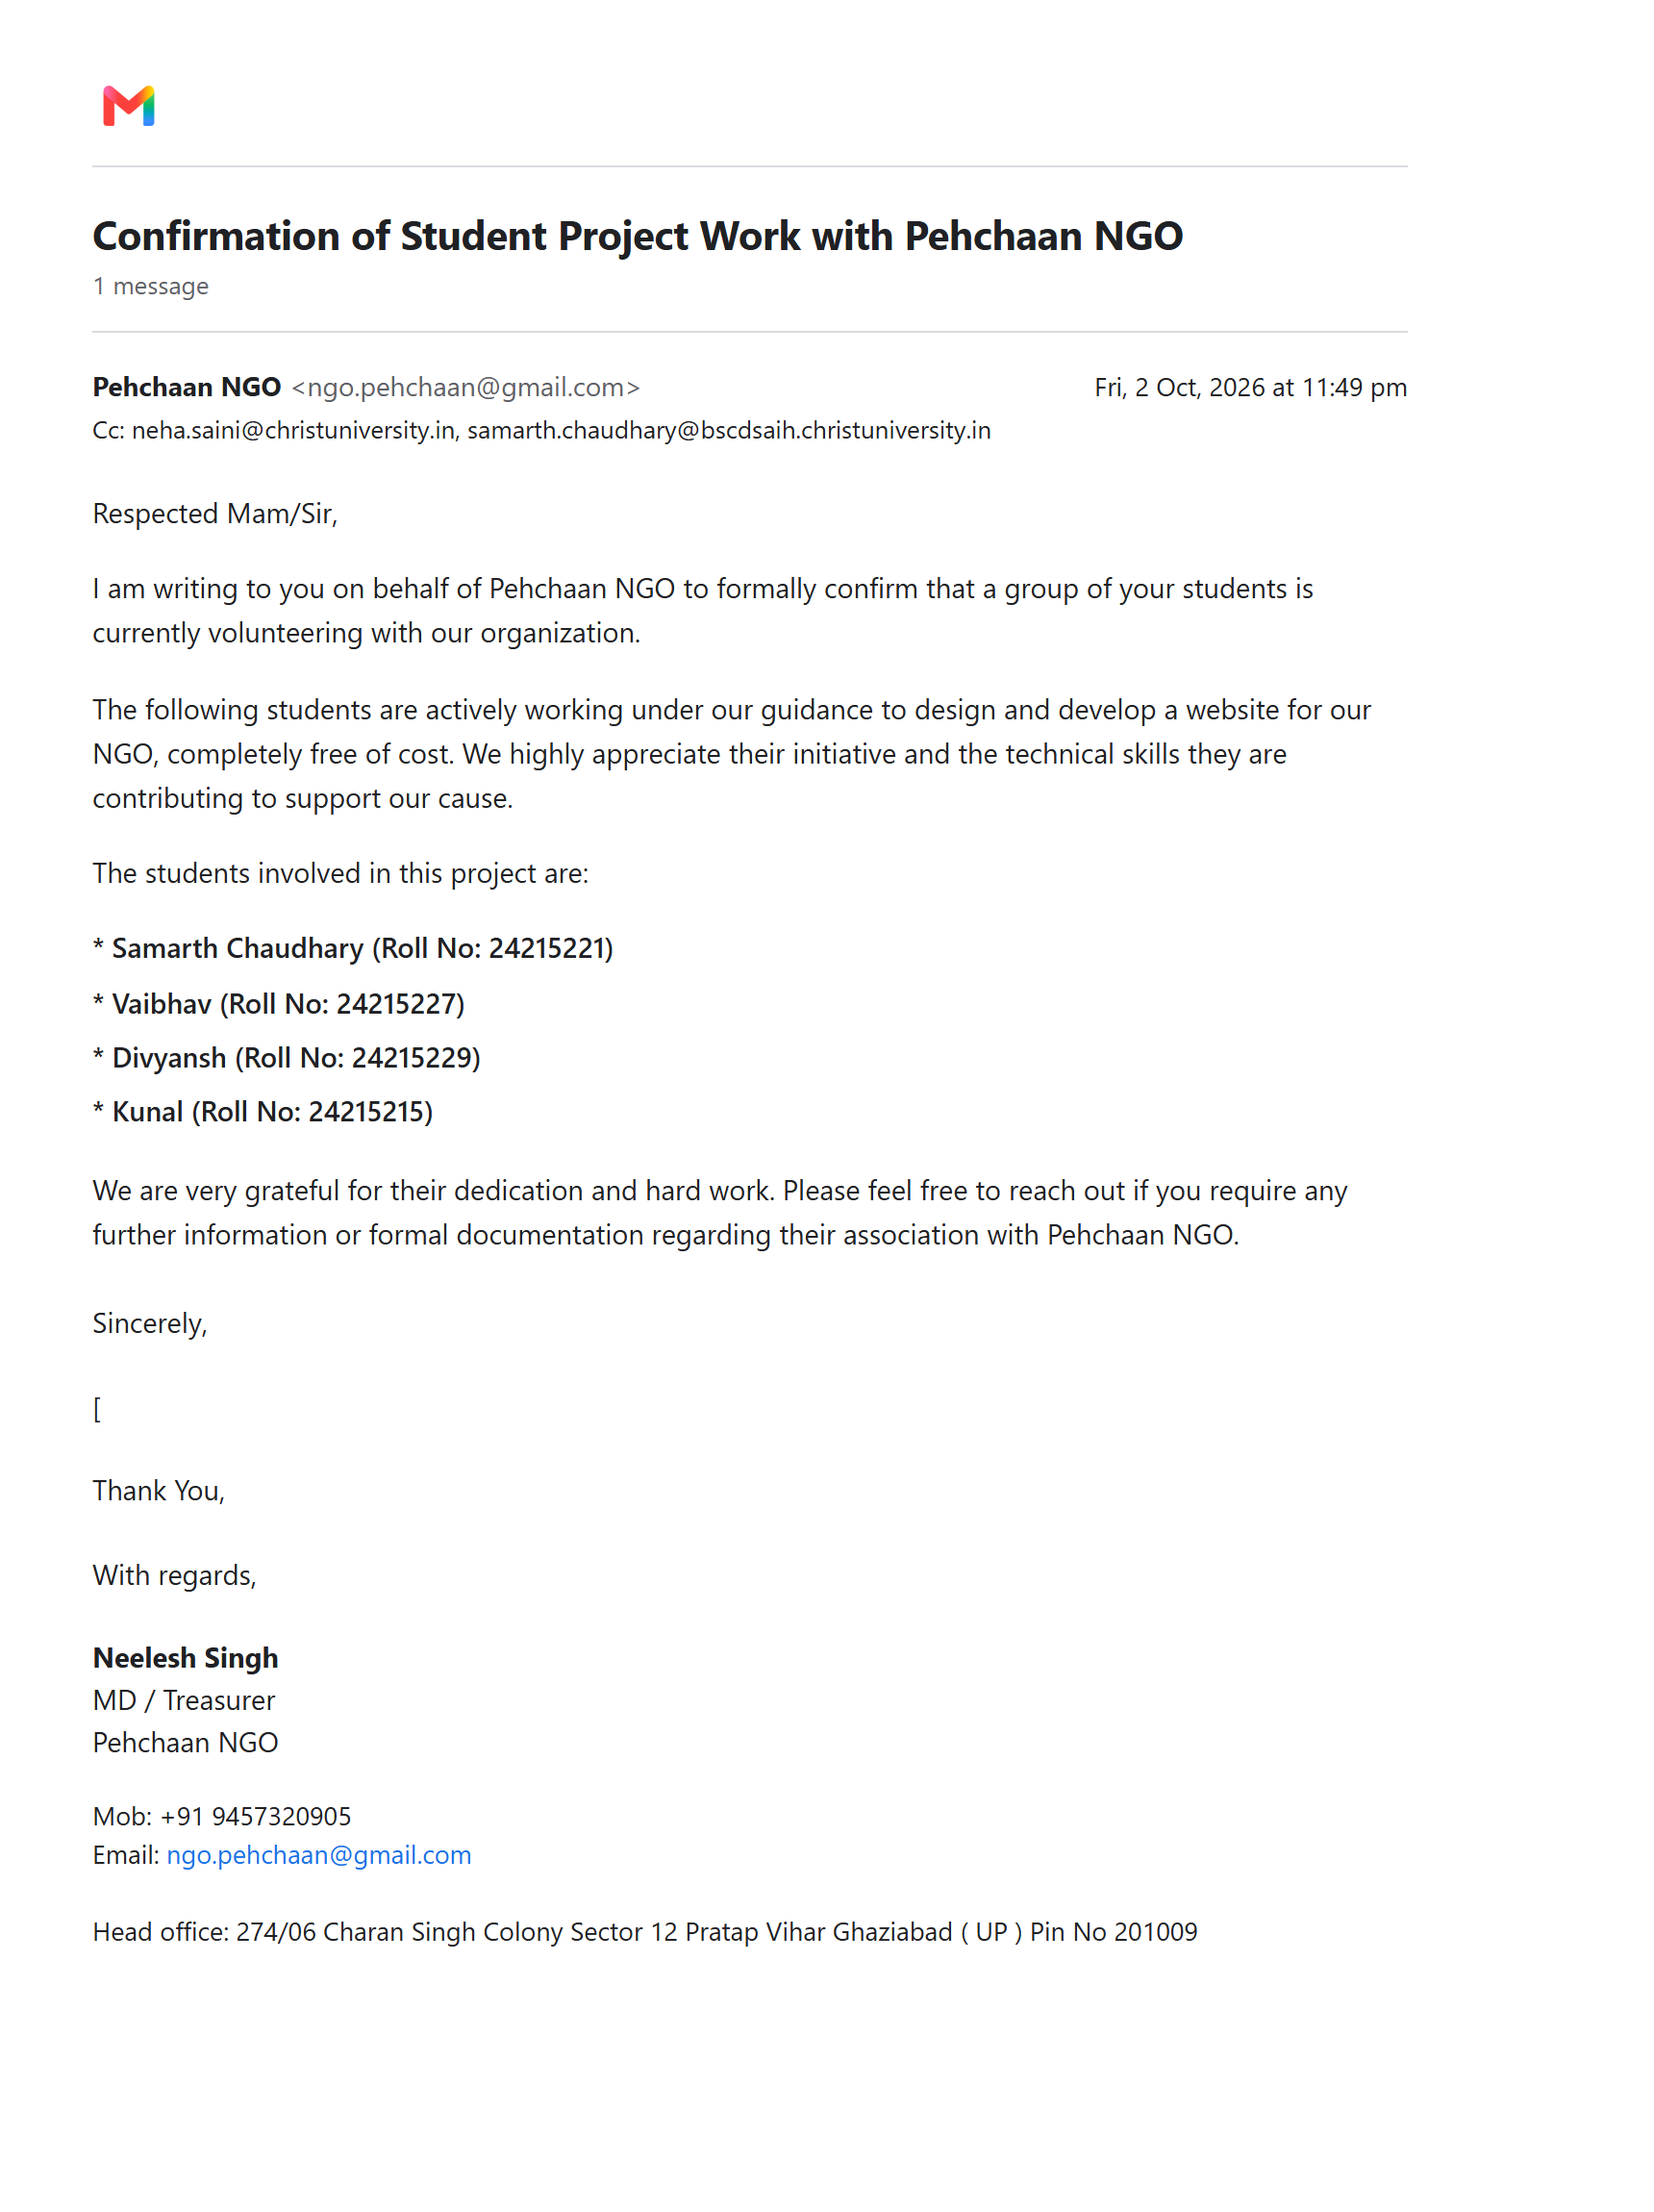 Confirmation of Student Project Work with Pehchaan NGO
1 message
Pehchaan NGO <ngo.pehchaan@gmail.com> Fri, 2 Oct, 2026 at 11:49 pm
Cc: neha.saini@christuniversity.in, samarth.chaudhary@bscdsaih.christuniversity.in
Respected Mam/Sir,
I am writing to you on behalf of Pehchaan NGO to formally confirm that a group of your students is
currently volunteering with our organization.
The following students are actively working under our guidance to design and develop a website for our
NGO, completely free of cost. We highly appreciate their initiative and the technical skills they are
contributing to support our cause.
The students involved in this project are:
* Samarth Chaudhary (Roll No: 24215221)
* Vaibhav (Roll No: 24215227)
* Divyansh (Roll No: 24215229)
* Kunal (Roll No: 24215215)
We are very grateful for their dedication and hard work. Please feel free to reach out if you require any
further information or formal documentation regarding their association with Pehchaan NGO.
Sincerely,
[
Thank You,
With regards,
Neelesh Singh
MD / Treasurer
Pehchaan NGO
Mob: +91 9457320905
Email: ngo.pehchaan@gmail.com
Head office: 274/06 Charan Singh Colony Sector 12 Pratap Vihar Ghaziabad ( UP ) Pin No 201009